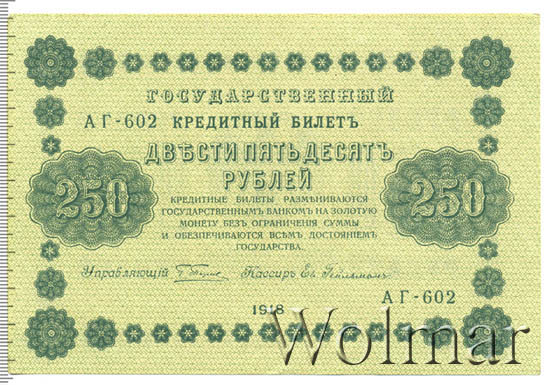 ГОСУДАРСТВЕННЫЙ
АГ-602 КРЕДИТНЫЙ БИЛЕТЪ
ДВѢСТИ ПЯТЬДЕСЯТЪ
РУБЛЕЙ
250 250
КРЕДИТНЫЕ БИЛЕТЫ РАЗМѢНИВАЮТСЯ
ГОСУДАРСТВЕННЫМЪ БАНКОМЪ НА ЗОЛОТУЮ
МОНЕТУ БЕЗЪ ОГРАНИЧЕНІЯ СУММЫ
И ОБЕЗПЕЧИВАЮТСЯ ВСѢМЪ ДОСТОЯНІЕМЪ
ГОСУДАРСТВА.
Управляющій Кассиръ
АГ-602
1918
Wolmar